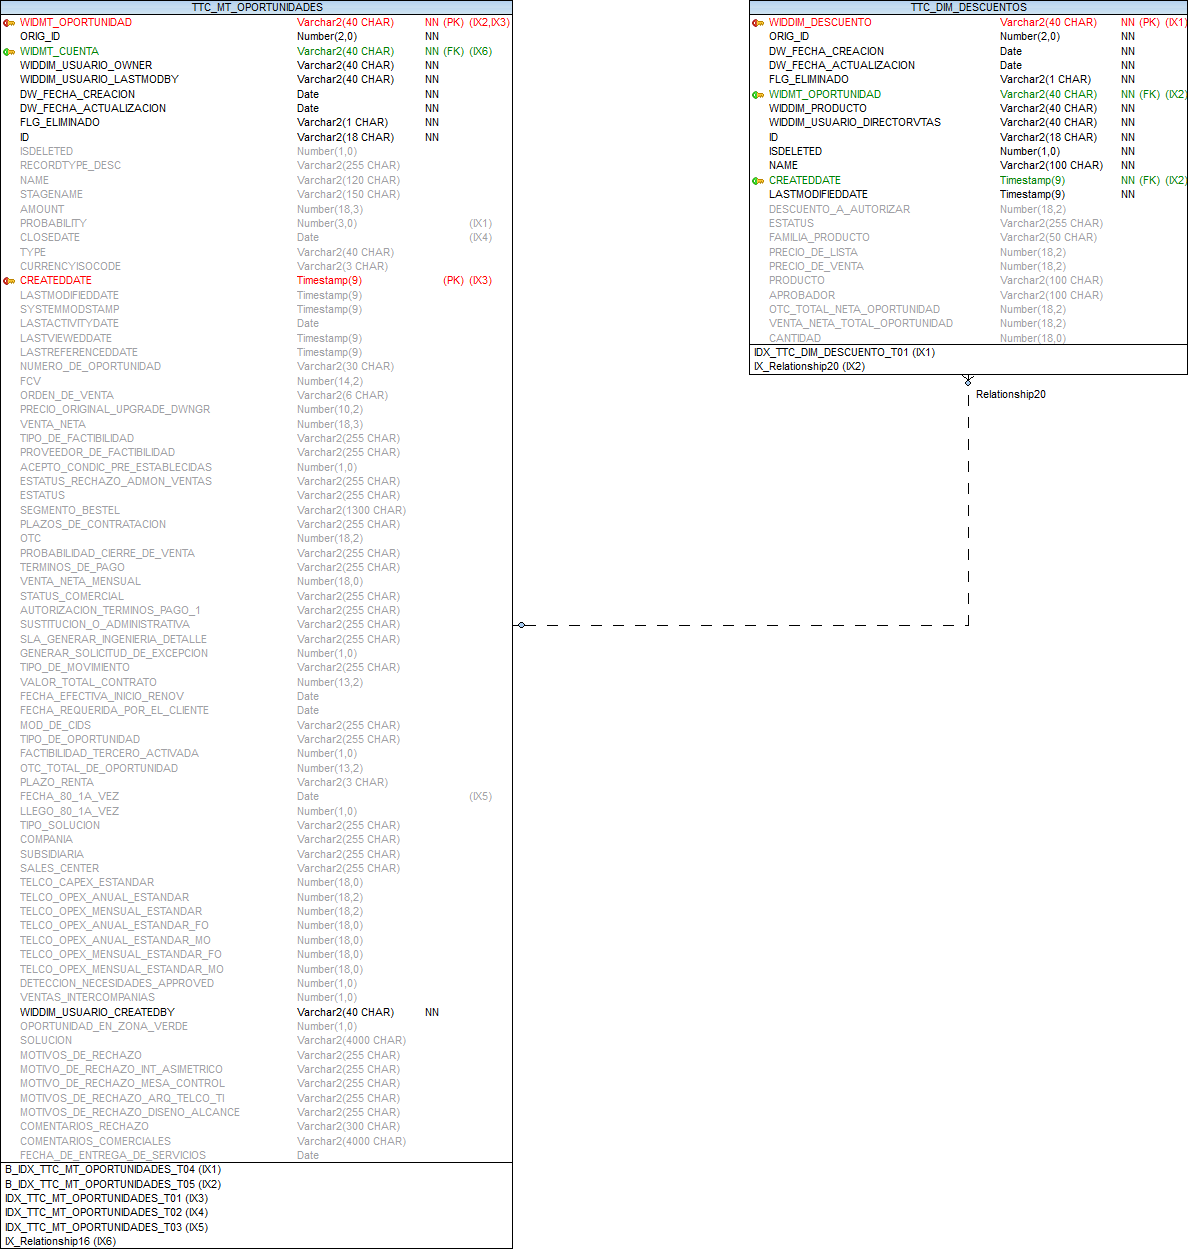 TTC_MT_OPORTUNIDADES
WIDMT_OPORTUNIDAD Varchar2(40 CHAR) NN (PK) (IX2,IX3)
ORIG_ID Number(2,0) NN
WIDMT_CUENTA Varchar2(40 CHAR) NN (FK) (IX6)
WIDDIM_USUARIO_OWNER Varchar2(40 CHAR) NN
WIDDIM_USUARIO_LASTMODBY Varchar2(40 CHAR) NN
DW_FECHA_CREACION Date NN
DW_FECHA_ACTUALIZACION Date NN
FLG_ELIMINADO Varchar2(1 CHAR) NN
ID Varchar2(18 CHAR) NN
ISDELETED Number(1,0)
RECORDTYPE_DESC Varchar2(255 CHAR)
NAME Varchar2(120 CHAR)
STAGENAME Varchar2(150 CHAR)
AMOUNT Number(18,3)
PROBABILITY Number(3,0) (IX1)
CLOSEDATE Date (IX4)
TYPE Varchar2(40 CHAR)
CURRENCYISOCODE Varchar2(3 CHAR)
CREATEDDATE Timestamp(9) (PK) (IX3)
LASTMODIFIEDDATE Timestamp(9)
SYSTEMMODSTAMP Timestamp(9)
LASTACTIVITYDATE Date
LASTVIEWEDDATE Timestamp(9)
LASTREFERENCEDDATE Timestamp(9)
NUMERO_DE_OPORTUNIDAD Varchar2(30 CHAR)
FCV Number(14,2)
ORDEN_DE_VENTA Varchar2(6 CHAR)
PRECIO_ORIGINAL_UPGRADE_DWNGR Number(10,2)
VENTA_NETA Number(18,3)
TIPO_DE_FACTIBILIDAD Varchar2(255 CHAR)
PROVEEDOR_DE_FACTIBILIDAD Varchar2(255 CHAR)
ACEPTO_CONDIC_PRE_ESTABLECIDAS Number(1,0)
ESTATUS_RECHAZO_ADMON_VENTAS Varchar2(255 CHAR)
ESTATUS Varchar2(255 CHAR)
SEGMENTO_BESTEL Varchar2(1300 CHAR)
PLAZOS_DE_CONTRATACION Varchar2(255 CHAR)
OTC Number(18,2)
PROBABILIDAD_CIERRE_DE_VENTA Varchar2(255 CHAR)
TERMINOS_DE_PAGO Varchar2(255 CHAR)
VENTA_NETA_MENSUAL Number(18,0)
STATUS_COMERCIAL Varchar2(255 CHAR)
AUTORIZACION_TERMINOS_PAGO_1 Varchar2(255 CHAR)
SUSTITUCION_O_ADMINISTRATIVA Varchar2(255 CHAR)
SLA_GENERAR_INGENIERIA_DETALLE Varchar2(255 CHAR)
GENERAR_SOLICITUD_DE_EXCEPCION Number(1,0)
TIPO_DE_MOVIMIENTO Varchar2(255 CHAR)
VALOR_TOTAL_CONTRATO Number(13,2)
FECHA_EFECTIVA_INICIO_RENOV Date
FECHA_REQUERIDA_POR_EL_CLIENTE Date
MOD_DE_CIDS Varchar2(255 CHAR)
TIPO_DE_OPORTUNIDAD Varchar2(255 CHAR)
FACTIBILIDAD_TERCERO_ACTIVADA Number(1,0)
OTC_TOTAL_DE_OPORTUNIDAD Number(13,2)
PLAZO_RENTA Varchar2(3 CHAR)
FECHA_80_1A_VEZ Date (IX5)
LLEGO_80_1A_VEZ Number(1,0)
TIPO_SOLUCION Varchar2(255 CHAR)
COMPANIA Varchar2(255 CHAR)
SUBSIDIARIA Varchar2(255 CHAR)
SALES_CENTER Varchar2(255 CHAR)
TELCO_CAPEX_ESTANDAR Number(18,0)
TELCO_OPEX_ANUAL_ESTANDAR Number(18,2)
TELCO_OPEX_MENSUAL_ESTANDAR Number(18,2)
TELCO_OPEX_ANUAL_ESTANDAR_FO Number(18,0)
TELCO_OPEX_ANUAL_ESTANDAR_MO Number(18,0)
TELCO_OPEX_MENSUAL_ESTANDAR_FO Number(18,0)
TELCO_OPEX_MENSUAL_ESTANDAR_MO Number(18,0)
DETECCION_NECESIDADES_APPROVED Number(1,0)
VENTAS_INTERCOMPANIAS Number(1,0)
WIDDIM_USUARIO_CREATEDBY Varchar2(40 CHAR) NN
OPORTUNIDAD_EN_ZONA_VERDE Number(1,0)
SOLUCION Varchar2(4000 CHAR)
MOTIVOS_DE_RECHAZO Varchar2(255 CHAR)
MOTIVO_DE_RECHAZO_INT_ASIMETRICO Varchar2(255 CHAR)
MOTIVO_DE_RECHAZO_MESA_CONTROL Varchar2(255 CHAR)
MOTIVOS_DE_RECHAZO_ARQ_TELCO_TI Varchar2(255 CHAR)
MOTIVOS_DE_RECHAZO_DISENO_ALCANCE Varchar2(255 CHAR)
COMENTARIOS_RECHAZO Varchar2(300 CHAR)
COMENTARIOS_COMERCIALES Varchar2(4000 CHAR)
FECHA_DE_ENTREGA_DE_SERVICIOS Date
B_IDX_TTC_MT_OPORTUNIDADES_T04 (IX1)
B_IDX_TTC_MT_OPORTUNIDADES_T05 (IX2)
IDX_TTC_MT_OPORTUNIDADES_T01 (IX3)
IDX_TTC_MT_OPORTUNIDADES_T02 (IX4)
IDX_TTC_MT_OPORTUNIDADES_T03 (IX5)
IX_Relationship16 (IX6)
TTC_DIM_DESCUENTOS
WIDDIM_DESCUENTO Varchar2(40 CHAR) NN (PK) (IX1)
ORIG_ID Number(2,0) NN
DW_FECHA_CREACION Date NN
DW_FECHA_ACTUALIZACION Date NN
FLG_ELIMINADO Varchar2(1 CHAR) NN
WIDMT_OPORTUNIDAD Varchar2(40 CHAR) NN (FK) (IX2)
WIDDIM_PRODUCTO Varchar2(40 CHAR) NN
WIDDIM_USUARIO_DIRECTORVTAS Varchar2(40 CHAR) NN
ID Varchar2(18 CHAR) NN
ISDELETED Number(1,0) NN
NAME Varchar2(100 CHAR) NN
CREATEDDATE Timestamp(9) NN (FK) (IX2)
LASTMODIFIEDDATE Timestamp(9) NN
DESCUENTO_A_AUTORIZAR Number(18,2)
ESTATUS Varchar2(255 CHAR)
FAMILIA_PRODUCTO Varchar2(50 CHAR)
PRECIO_DE_LISTA Number(18,2)
PRECIO_DE_VENTA Number(18,2)
PRODUCTO Varchar2(100 CHAR)
APROBADOR Varchar2(100 CHAR)
OTC_TOTAL_NETA_OPORTUNIDAD Number(18,2)
VENTA_NETA_TOTAL_OPORTUNIDAD Number(18,2)
CANTIDAD Number(18,0)
IDX_TTC_DIM_DESCUENTO_T01 (IX1)
IX_Relationship20 (IX2)
Relationship20